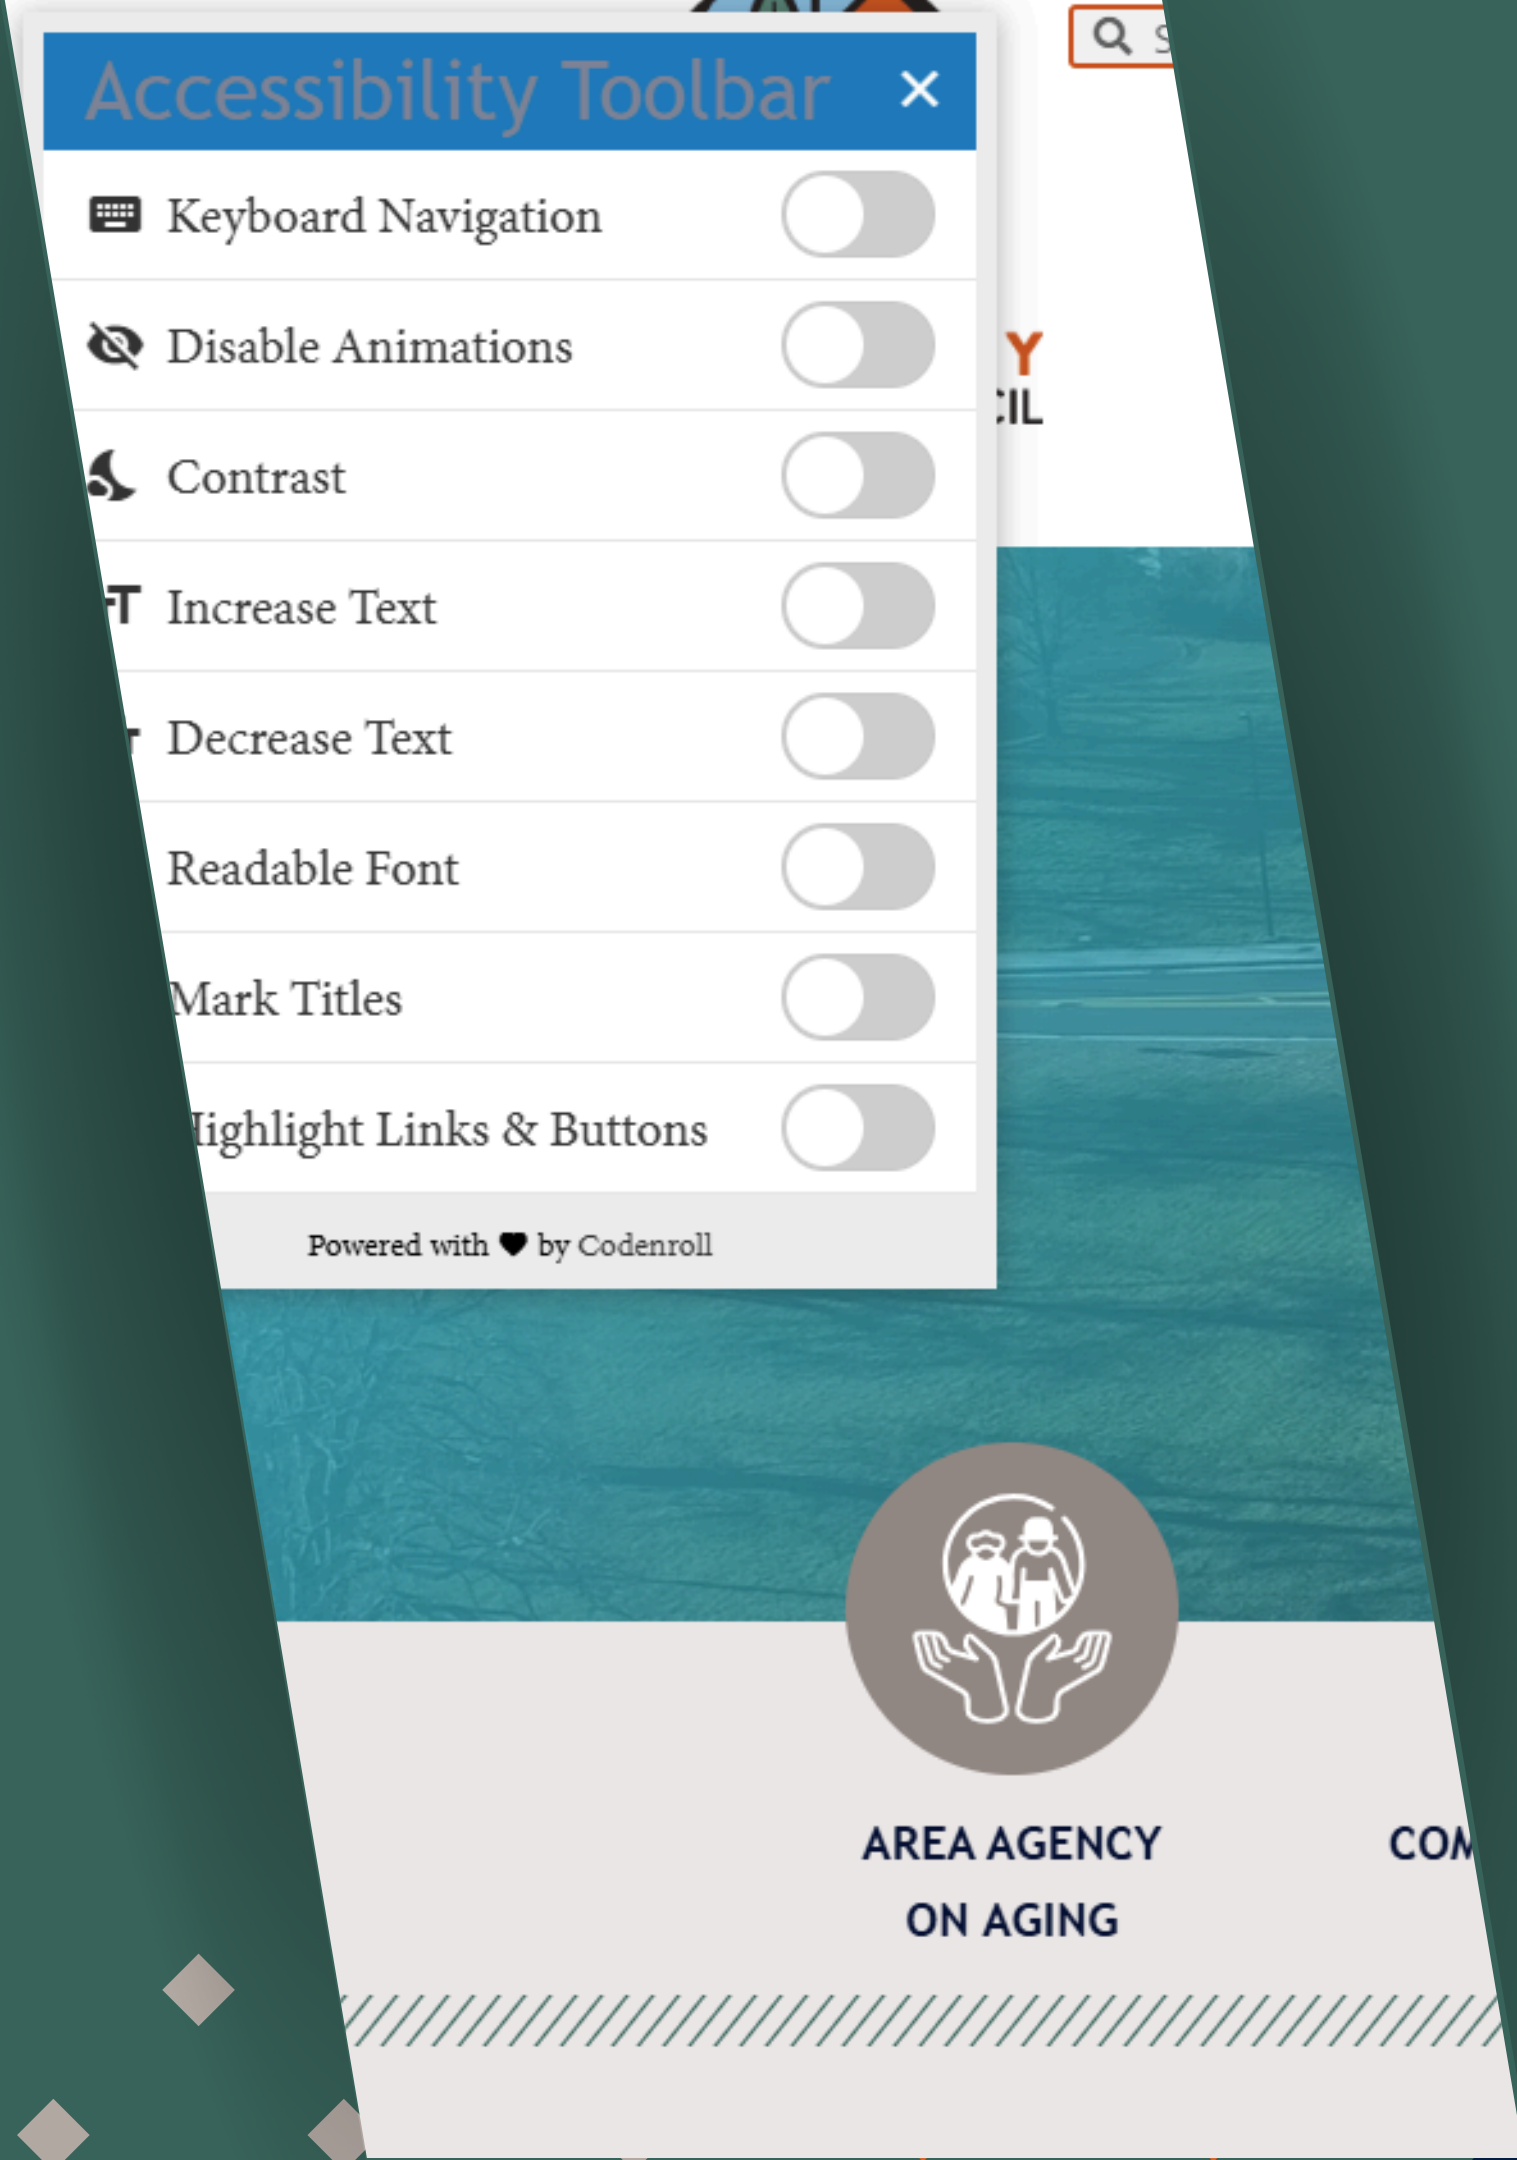 Accessibility Toolbar
Keyboard Navigation
Disable Animations
Contrast
Increase Text
Decrease Text
Readable Font
Mark Titles
Highlight Links & Buttons
Powered with ♥ by Codenroll
AREA AGENCY
ON AGING